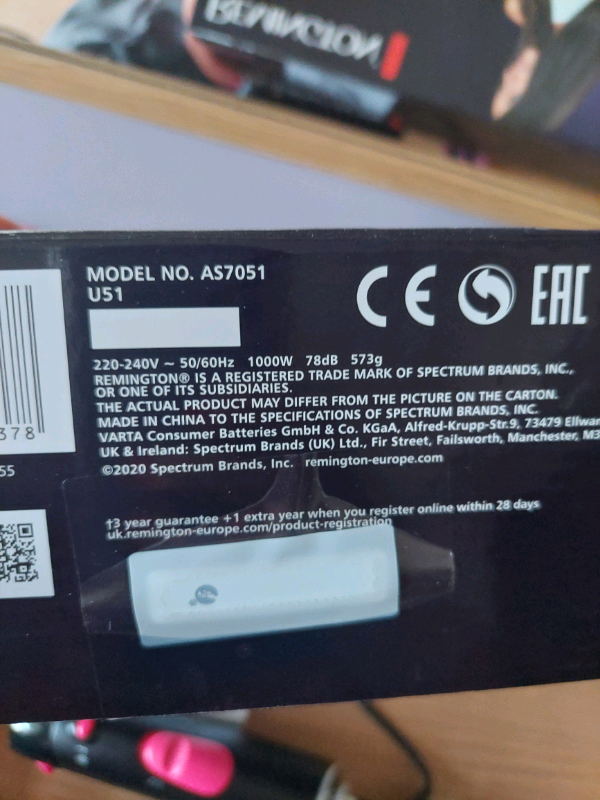 REMINGTON
MODEL NO. AS7051
U51
CE
EAC
220-240V ~ 50/60Hz 1000W 78dB 573g
REMINGTON® IS A REGISTERED TRADE MARK OF SPECTRUM BRANDS, INC.,
OR ONE OF ITS SUBSIDIARIES.
THE ACTUAL PRODUCT MAY DIFFER FROM THE PICTURE ON THE CARTON.
MADE IN CHINA TO THE SPECIFICATIONS OF SPECTRUM BRANDS, INC.
VARTA Consumer Batteries GmbH & Co. KGaA, Alfred-Krupp-Str.9, 73479 Ellwan
UK & Ireland: Spectrum Brands (UK) Ltd., Fir Street, Failsworth, Manchester, M3
©2020 Spectrum Brands, Inc. remington-europe.com
378
55
†3 year guarantee +1 extra year when you register online within 28 days
uk.remington-europe.com/product-registration